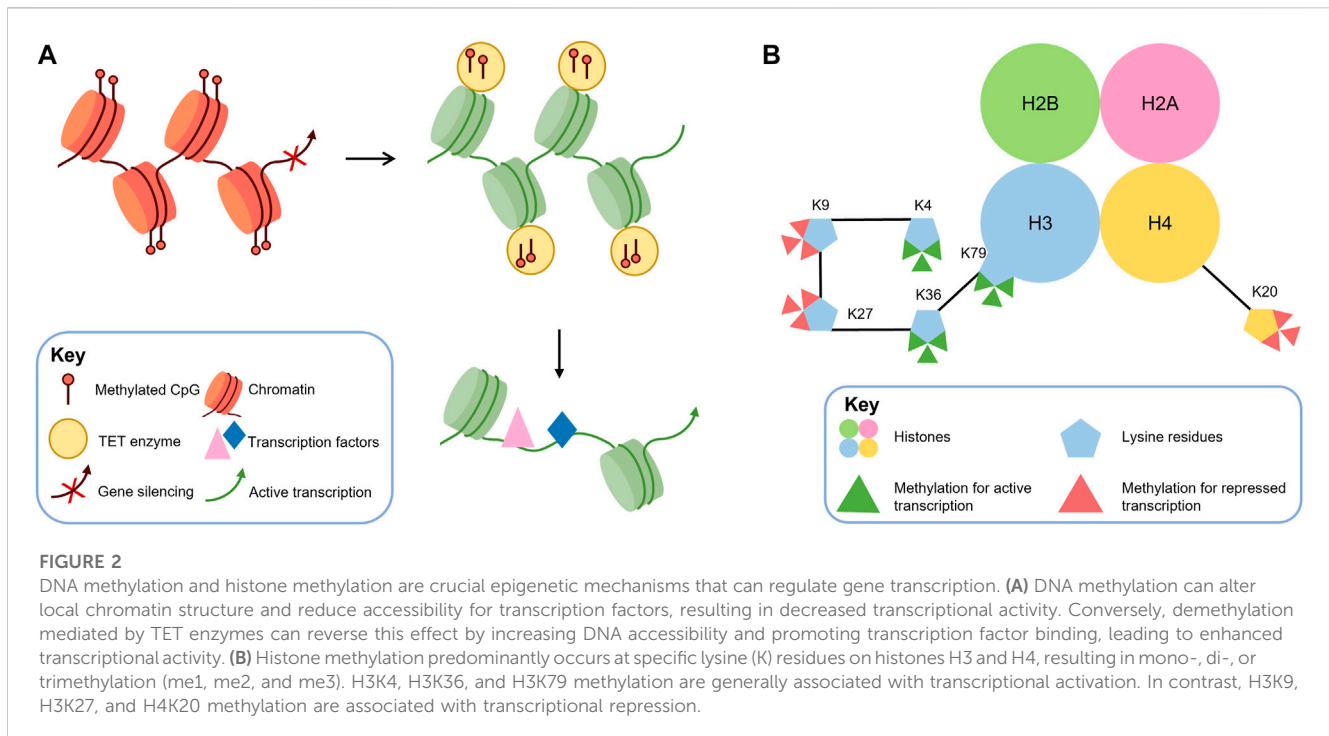 A
Key
Methylated CpG
Chromatin
TET enzyme
Transcription factors
Gene silencing
Active transcription
B
H2B
H2A
H3
H4
K9
K4
K79
K36
K27
K20
Key
Histones
Lysine residues
Methylation for active
transcription
Methylation for repressed
transcription
FIGURE 2
DNA methylation and histone methylation are crucial epigenetic mechanisms that can regulate gene transcription. (A) DNA methylation can alter
local chromatin structure and reduce accessibility for transcription factors, resulting in decreased transcriptional activity. Conversely, demethylation
mediated by TET enzymes can reverse this effect by increasing DNA accessibility and promoting transcription factor binding, leading to enhanced
transcriptional activity. (B) Histone methylation predominantly occurs at specific lysine (K) residues on histones H3 and H4, resulting in mono-, di-, or
trimethylation (me1, me2, and me3). H3K4, H3K36, and H3K79 methylation are generally associated with transcriptional activation. In contrast, H3K9,
H3K27, and H4K20 methylation are associated with transcriptional repression.